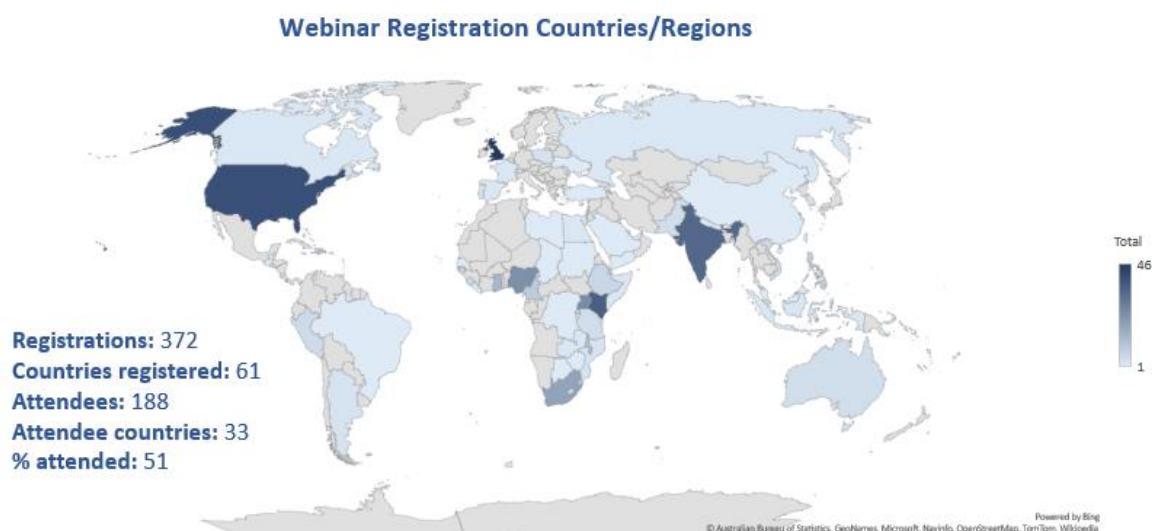 Webinar Registration Countries/Regions
Total
46
1
Registrations: 372
Countries registered: 61
Attendees: 188
Attendee countries: 33
% attended: 51
Powered by Bing
© Australian Bureau of Statistics, GeoNames, Microsoft, Navinfo, OpenStreetMap, TomTom, Wikipedia